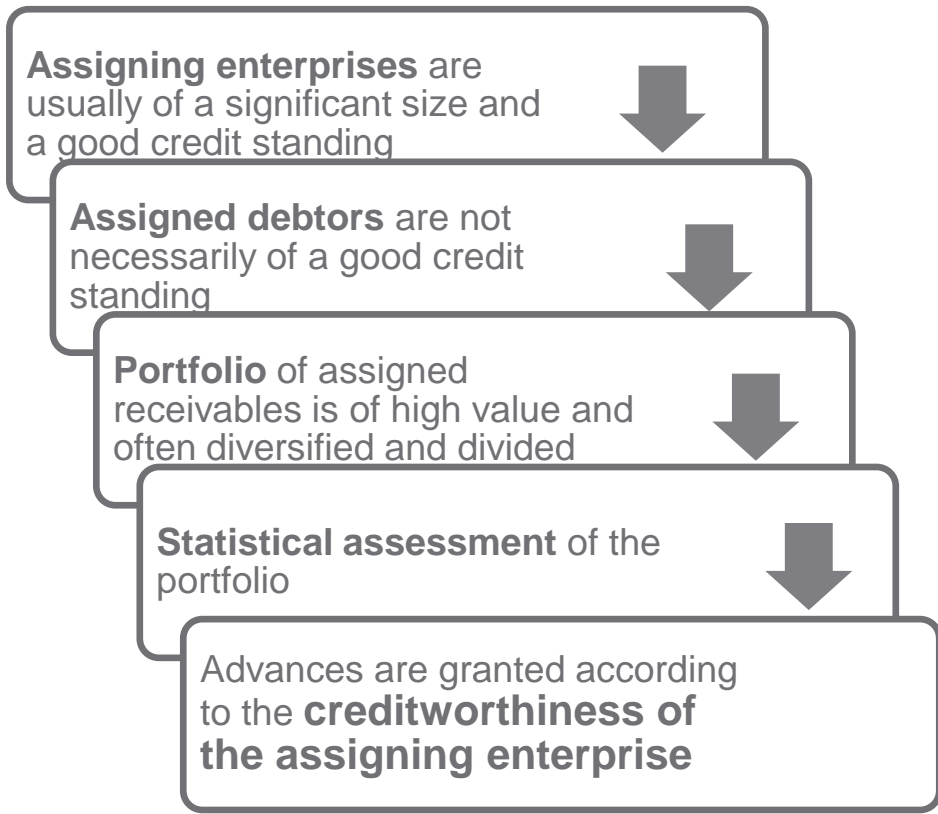 Assigning enterprises are
usually of a significant size and
a good credit standing
Assigned debtors are not
necessarily of a good credit
standing
Portfolio of assigned
receivables is of high value and
often diversified and divided
Statistical assessment of the
portfolio
Advances are granted according
to the creditworthiness of
the assigning enterprise